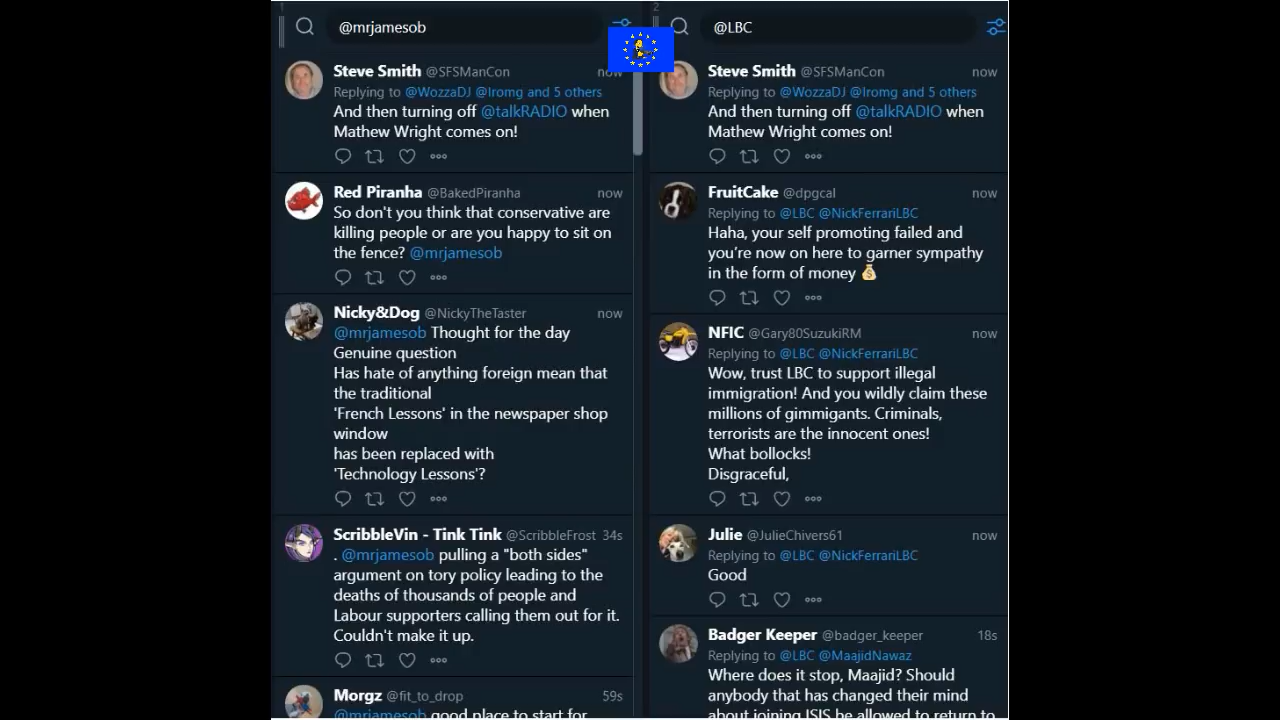 1
@mrjamesob
Steve Smith @SFSManCon now
Replying to @WozzaDJ @Iromg and 5 others
And then turning off @talkRADIO when
Mathew Wright comes on!
Red Piranha @BakedPiranha now
So don't you think that conservative are
killing people or are you happy to sit on
the fence? @mrjamesob
Nicky&Dog @NickyTheTaster now
@mrjamesob Thought for the day
Genuine question
Has hate of anything foreign mean that
the traditional
'French Lessons' in the newspaper shop
window
has been replaced with
'Technology Lessons'?
ScribbleVin - Tink Tink @ScribbleFrost 34s
. @mrjamesob pulling a "both sides"
argument on tory policy leading to the
deaths of thousands of people and
Labour supporters calling them out for it.
Couldn't make it up.
Morgz @fit_to_drop 59s
@mrjamesob good place to start for
2
@LBC
Steve Smith @SFSManCon now
Replying to @WozzaDJ @Iromg and 5 others
And then turning off @talkRADIO when
Mathew Wright comes on!
FruitCake @dpgcal now
Replying to @LBC @NickFerrariLBC
Haha, your self promoting failed and
you're now on here to garner sympathy
in the form of money 💰
NFIC @Gary80SuzukiRM now
Replying to @LBC @NickFerrariLBC
Wow, trust LBC to support illegal
immigration! And you wildly claim these
millions of gimmigants. Criminals,
terrorists are the innocent ones!
What bollocks!
Disgraceful,
Julie @JulieChivers61 now
Replying to @LBC @NickFerrariLBC
Good
Badger Keeper @badger_keeper 18s
Replying to @LBC @MaajidNawaz
Where does it stop, Maajid? Should
anybody that has changed their mind
about joining ISIS be allowed to return to